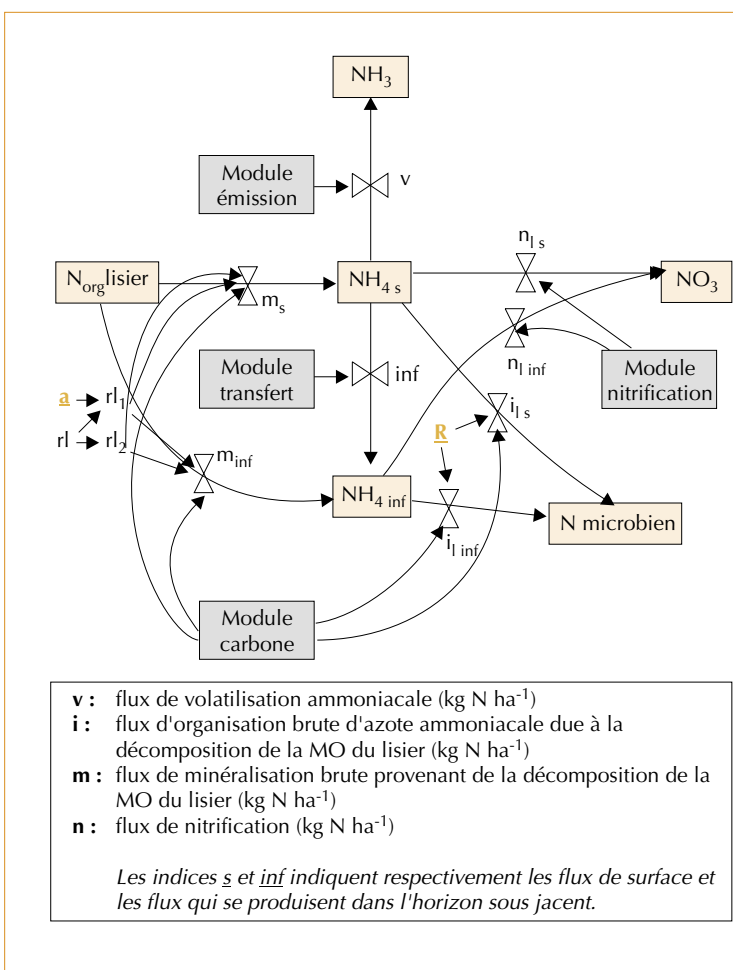 NH3
Module
émission
v
Norglisier
ms
NH4 s
nl s
NO3
nl inf
Module
transfert
inf
Module
nitrification
a
rl1
rl
rl2
R
il s
minf
NH4 inf
il inf
N microbien
Module
carbone
v : flux de volatilisation ammoniacale (kg N ha-1)
i : flux d'organisation brute d'azote ammoniacale due à la
décomposition de la MO du lisier (kg N ha-1)
m : flux de minéralisation brute provenant de la décomposition de la
MO du lisier (kg N ha-1)
n : flux de nitrification (kg N ha-1)
Les indices s et inf indiquent respectivement les flux de surface et
les flux qui se produisent dans l'horizon sous jacent.